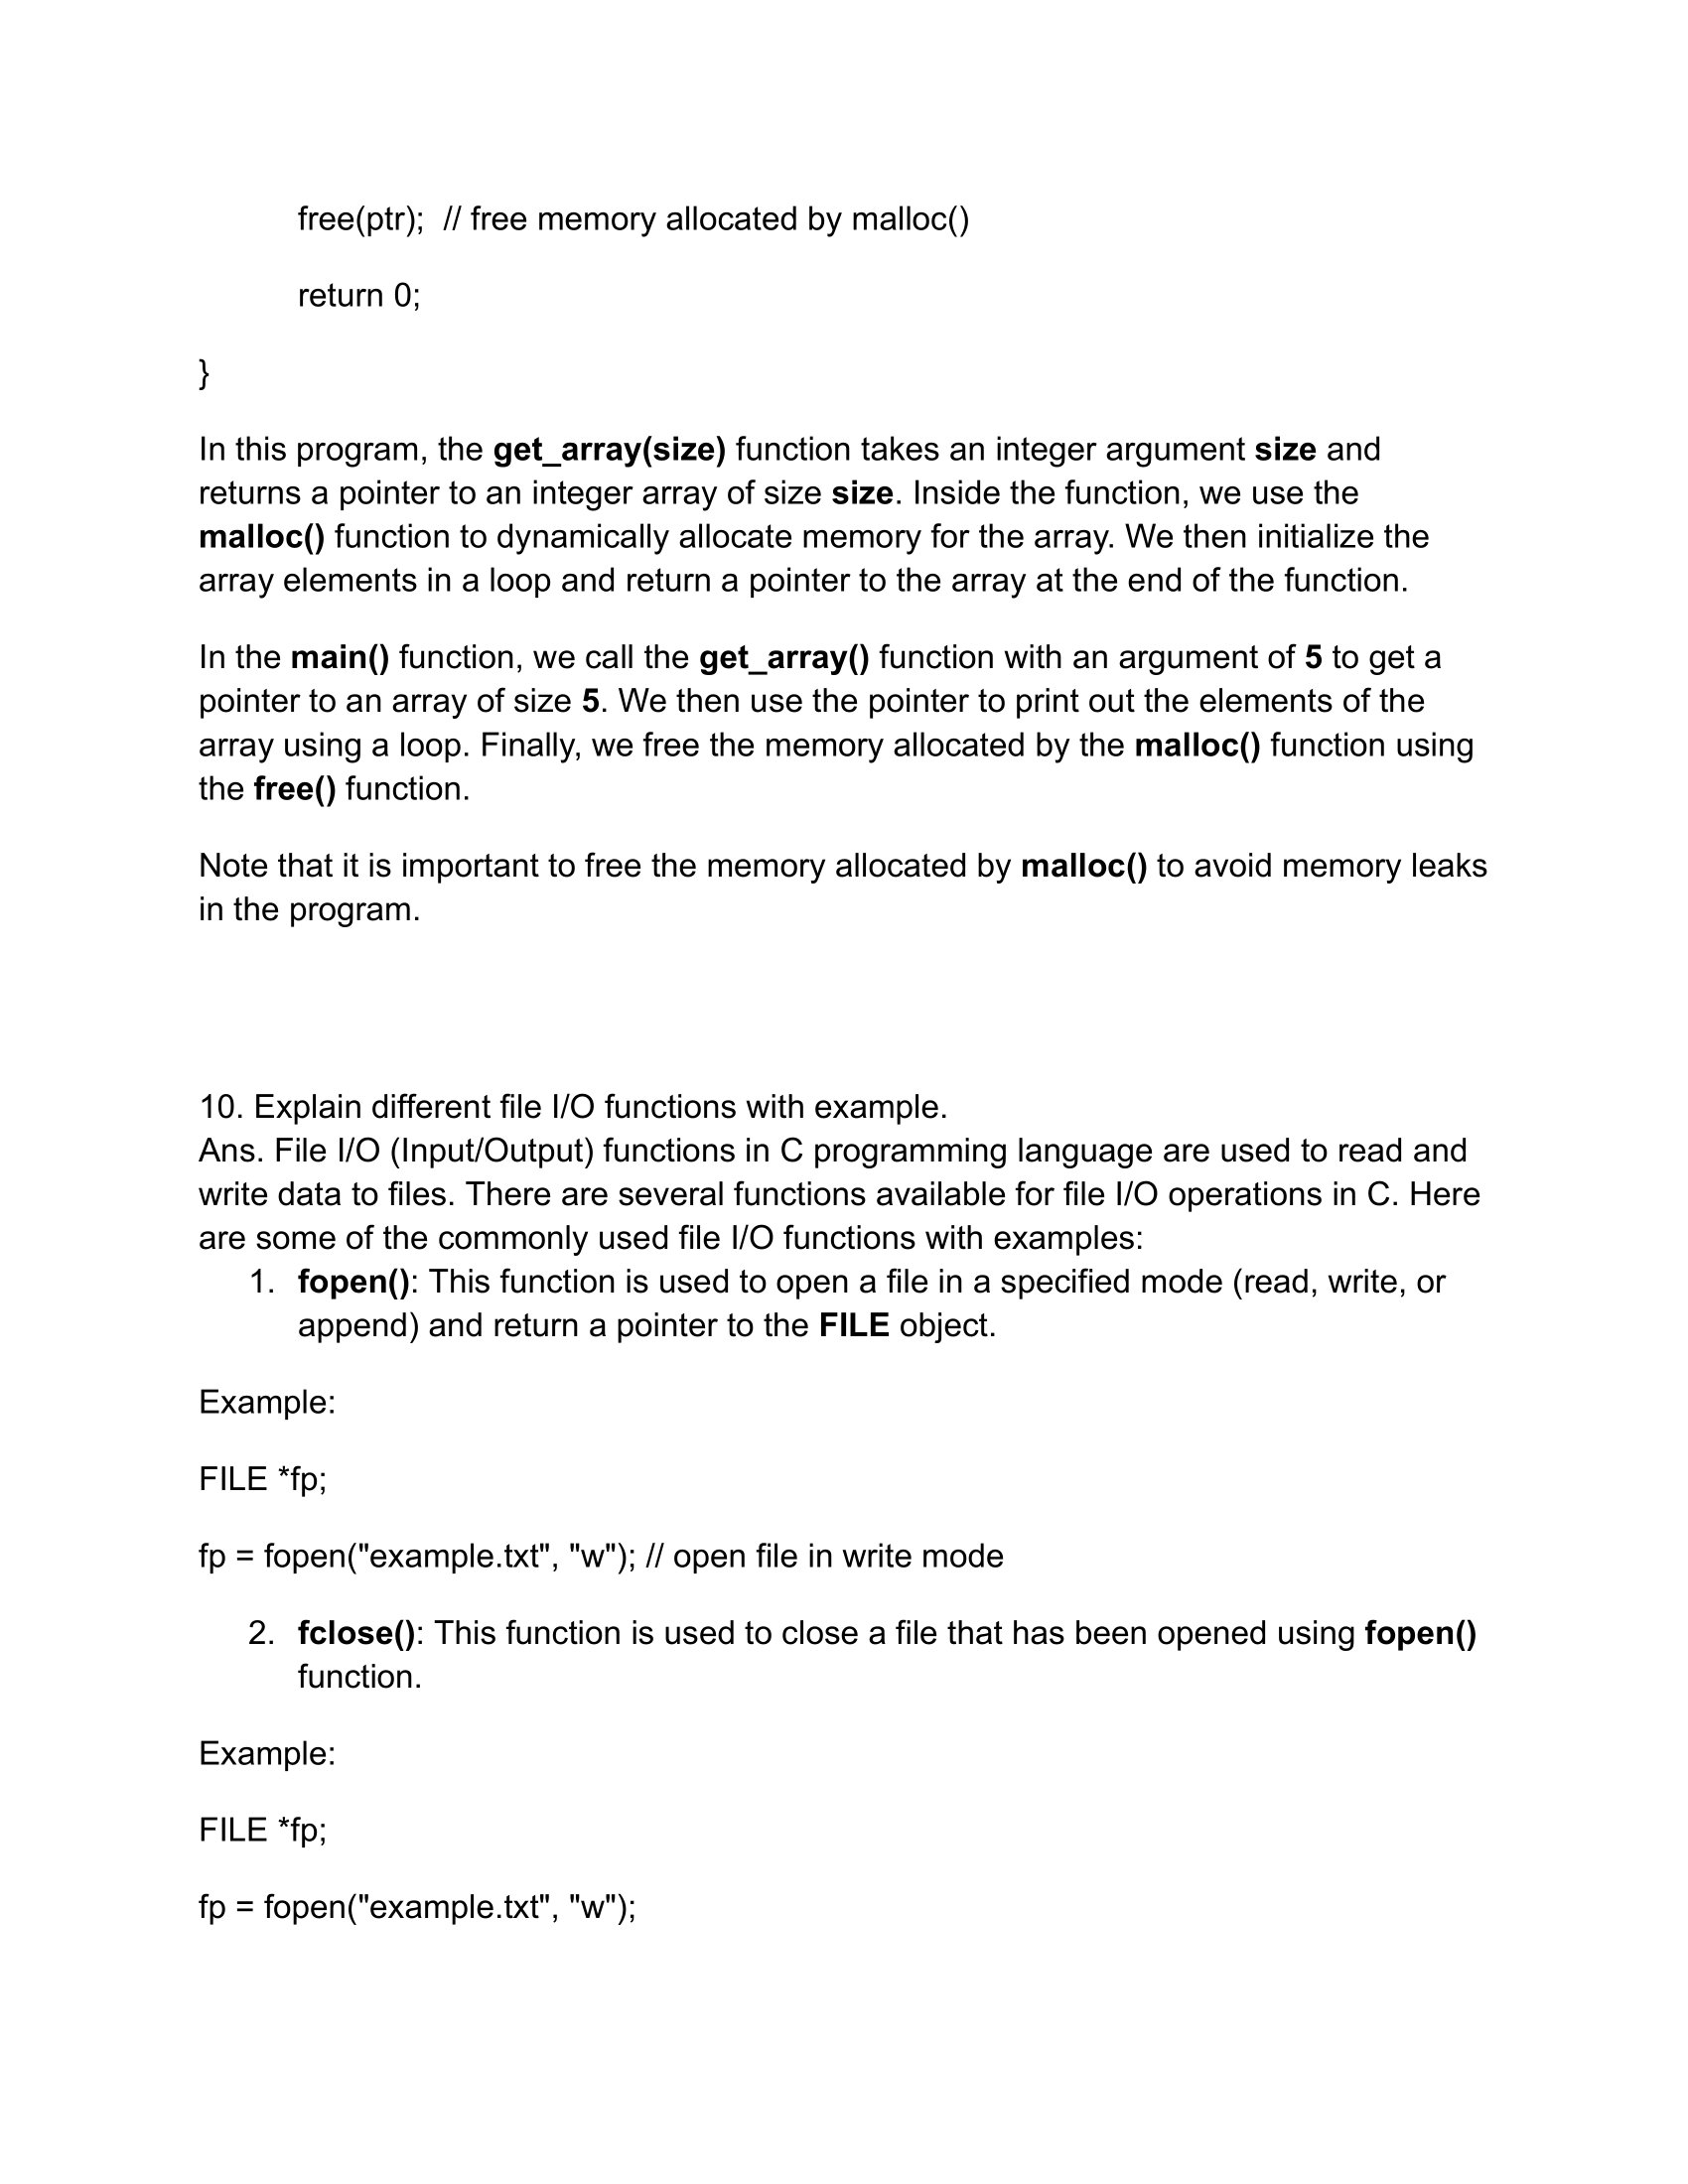 free(ptr);  // free memory allocated by malloc()
return 0;
}
In this program, the get_array(size) function takes an integer argument size and
returns a pointer to an integer array of size size. Inside the function, we use the
malloc() function to dynamically allocate memory for the array. We then initialize the
array elements in a loop and return a pointer to the array at the end of the function.
In the main() function, we call the get_array() function with an argument of 5 to get a
pointer to an array of size 5. We then use the pointer to print out the elements of the
array using a loop. Finally, we free the memory allocated by the malloc() function using
the free() function.
Note that it is important to free the memory allocated by malloc() to avoid memory leaks
in the program.
10. Explain different file I/O functions with example.
Ans. File I/O (Input/Output) functions in C programming language are used to read and
write data to files. There are several functions available for file I/O operations in C. Here
are some of the commonly used file I/O functions with examples:
1. fopen(): This function is used to open a file in a specified mode (read, write, or
append) and return a pointer to the FILE object.
Example:
FILE *fp;
fp = fopen("example.txt", "w"); // open file in write mode
2. fclose(): This function is used to close a file that has been opened using fopen()
function.
Example:
FILE *fp;
fp = fopen("example.txt", "w");